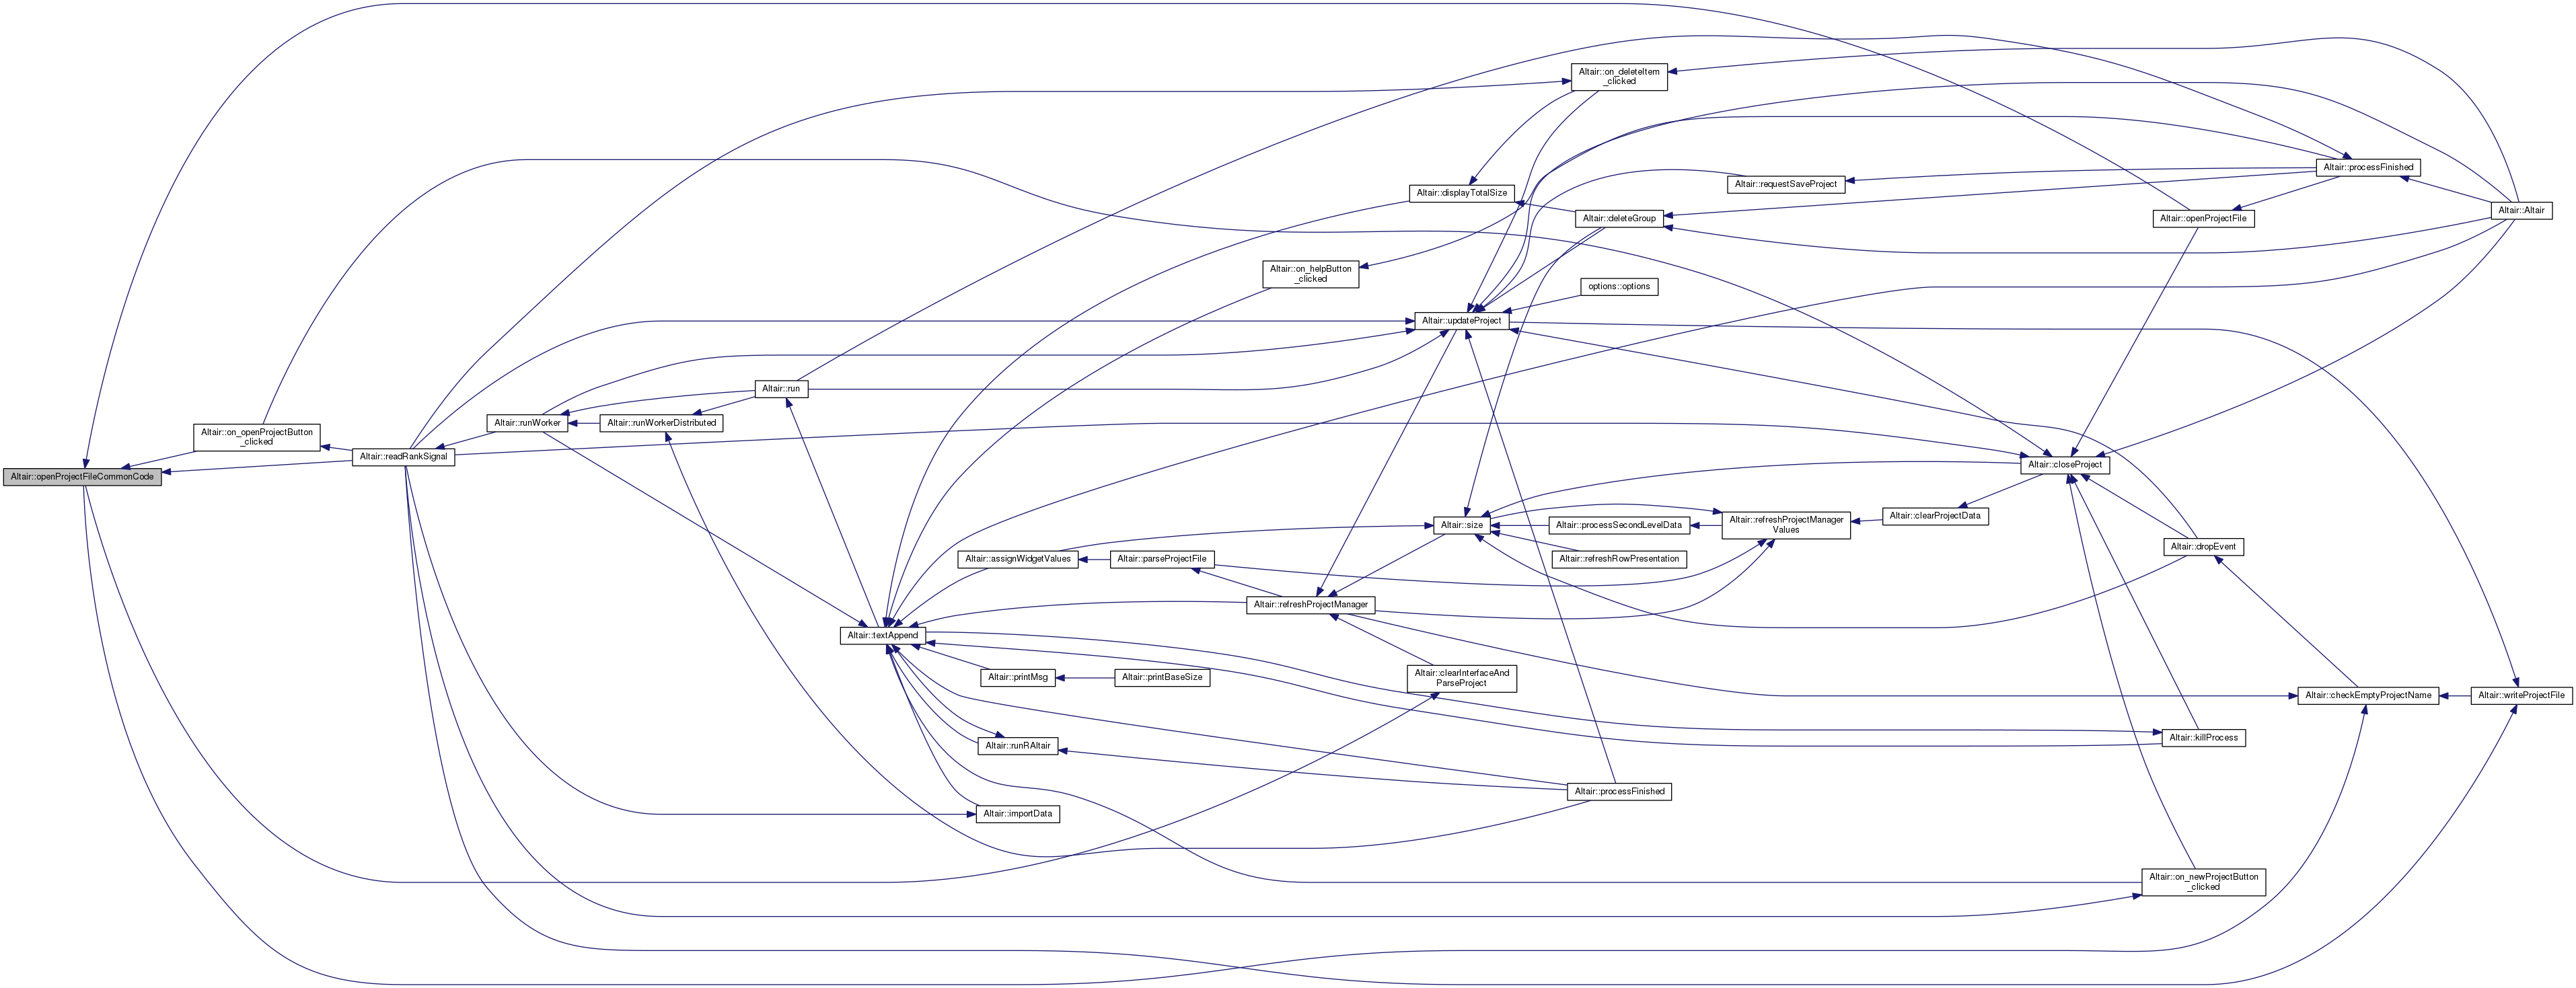 Altair::openProjectFileCommonCode
Altair::on_openProjectButton
_clicked
Altair::readRankSignal
Altair::runWorker
Altair::runWorkerDistributed
Altair::run
Altair::textAppend
Altair::assignWidgetValues
Altair::parseProjectFile
Altair::printMsg
Altair::printBaseSize
Altair::runRAltair
Altair::importData
Altair::refreshProjectManager
Altair::on_helpButton
_clicked
Altair::displayTotalSize
Altair::updateProject
Altair::size
Altair::clearInterfaceAnd
ParseProject
Altair::on_deleteItem
_clicked
Altair::deleteGroup
options::options
Altair::processSecondLevelData
Altair::refreshRowPresentation
Altair::processFinished
Altair::requestSaveProject
Altair::refreshProjectManager
Values
Altair::clearProjectData
Altair::closeProject
Altair::processFinished
Altair::openProjectFile
Altair::dropEvent
Altair::checkEmptyProjectName
Altair::killProcess
Altair::on_newProjectButton
_clicked
Altair::Altair
Altair::writeProjectFile